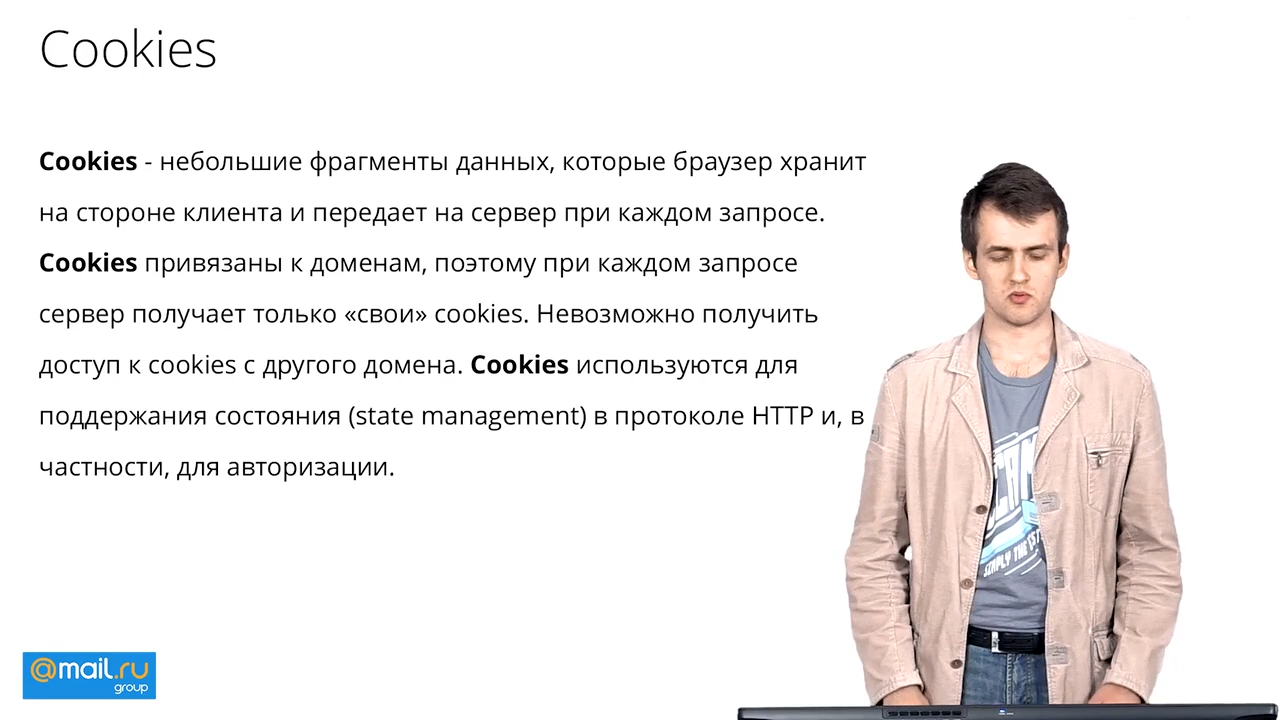 Cookies
Cookies - небольшие фрагменты данных, которые браузер хранит
на стороне клиента и передает на сервер при каждом запросе.
Cookies привязаны к доменам, поэтому при каждом запросе
сервер получает только «свои» cookies. Невозможно получить
доступ к cookies с другого домена. Cookies используются для
поддержания состояния (state management) в протоколе HTTP и, в
частности, для авторизации.
SIMPLY THE
@mail.ru
group